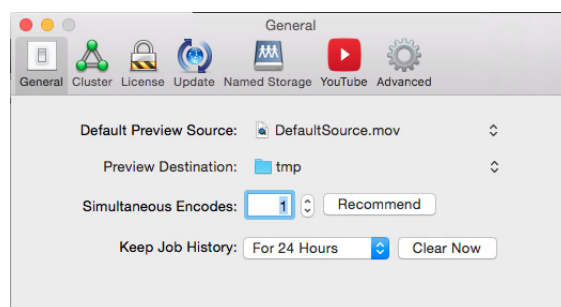 General
General Cluster License Update Named Storage YouTube Advanced
Default Preview Source: DefaultSource.mov
Preview Destination: tmp
Simultaneous Encodes: 1 Recommend
Keep Job History: For 24 Hours Clear Now